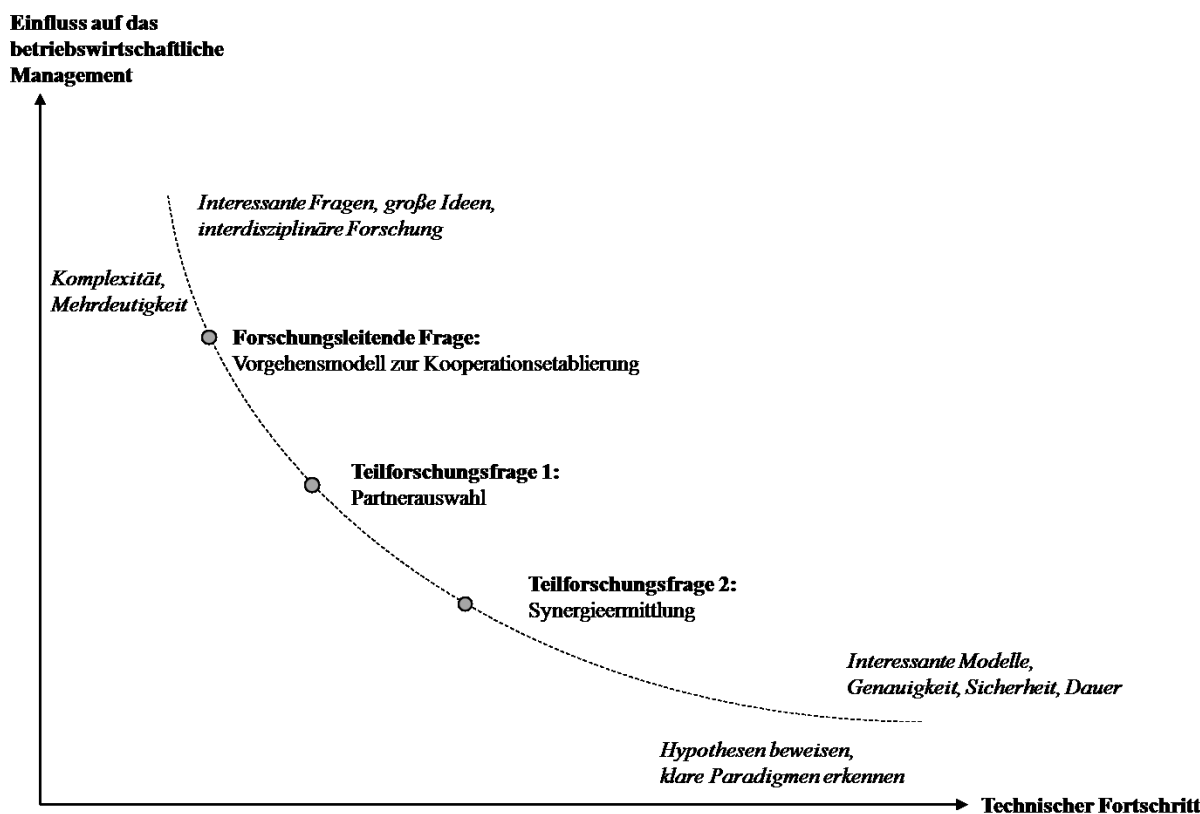 Einfluss auf das
betriebswirtschaftliche
Management
Interessante Fragen, große Ideen,
interdisziplinäre Forschung
Komplexität,
Mehrdeutigkeit
Forschungsleitende Frage:
Vorgehensmodell zur Kooperationsetablierung
Teilforschungsfrage 1:
Partnerauswahl
Teilforschungsfrage 2:
Synergieermittlung
Interessante Modelle,
Genauigkeit, Sicherheit, Dauer
Hypothesen beweisen,
klare Paradigmen erkennen
Technischer Fortschritt